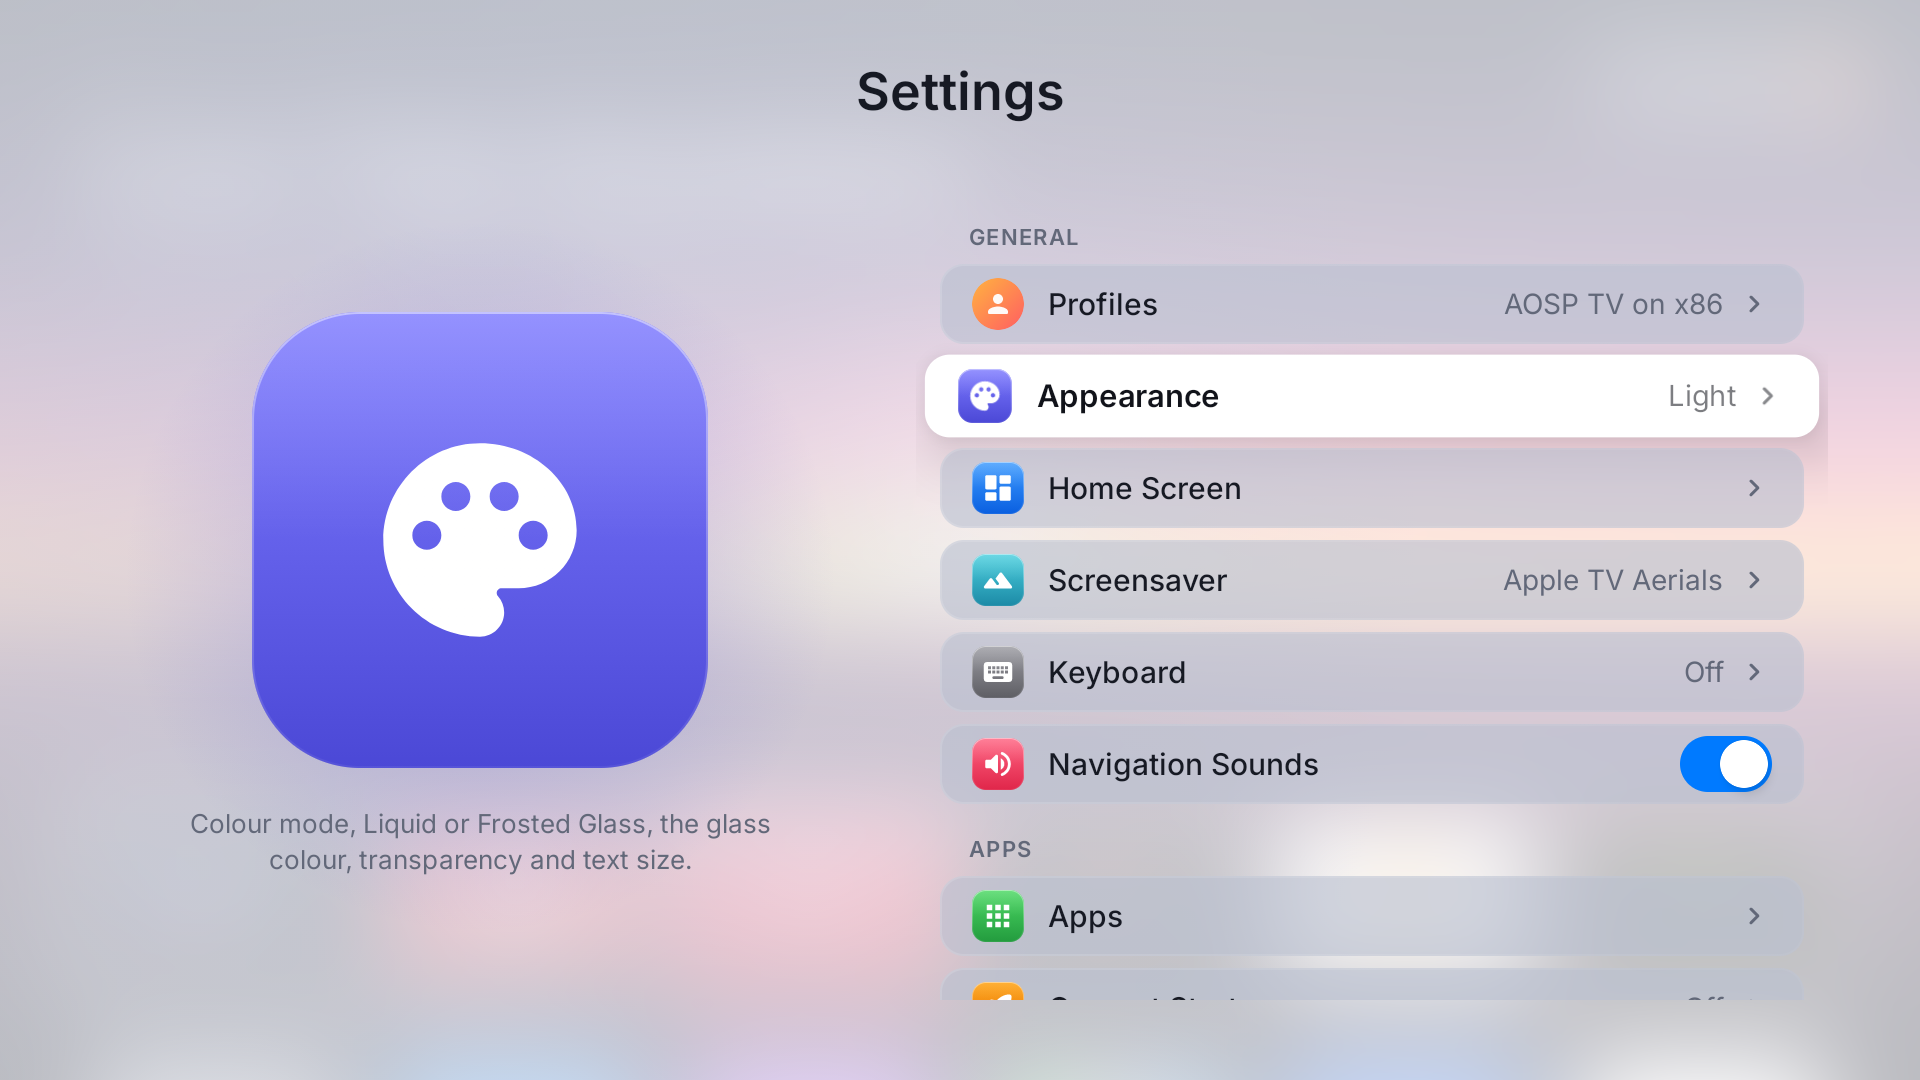 Settings
GENERAL
Profiles AOSP TV on x86
Appearance Light
Home Screen
Screensaver Apple TV Aerials
Keyboard Off
Navigation Sounds
Colour mode, Liquid or Frosted Glass, the glass
colour, transparency and text size.
APPS
Apps